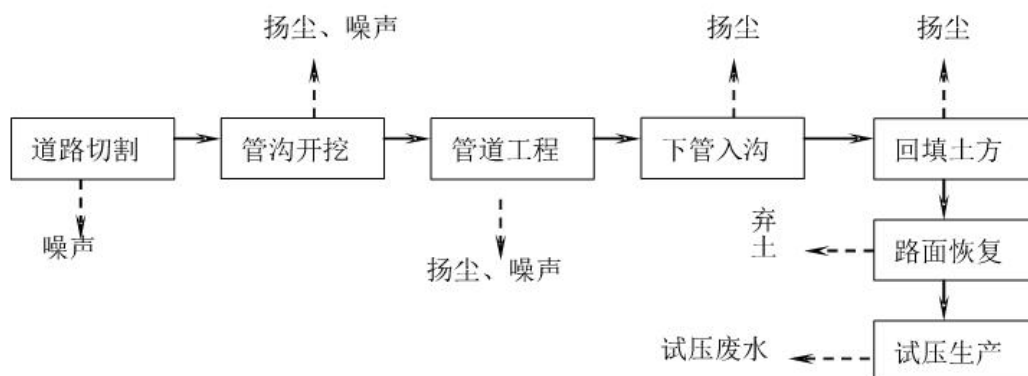 扬尘、噪声
扬尘
扬尘
道路切割
管沟开挖
管道工程
下管入沟
回填土方
噪声
扬尘、噪声
弃土
路面恢复
试压废水
试压生产